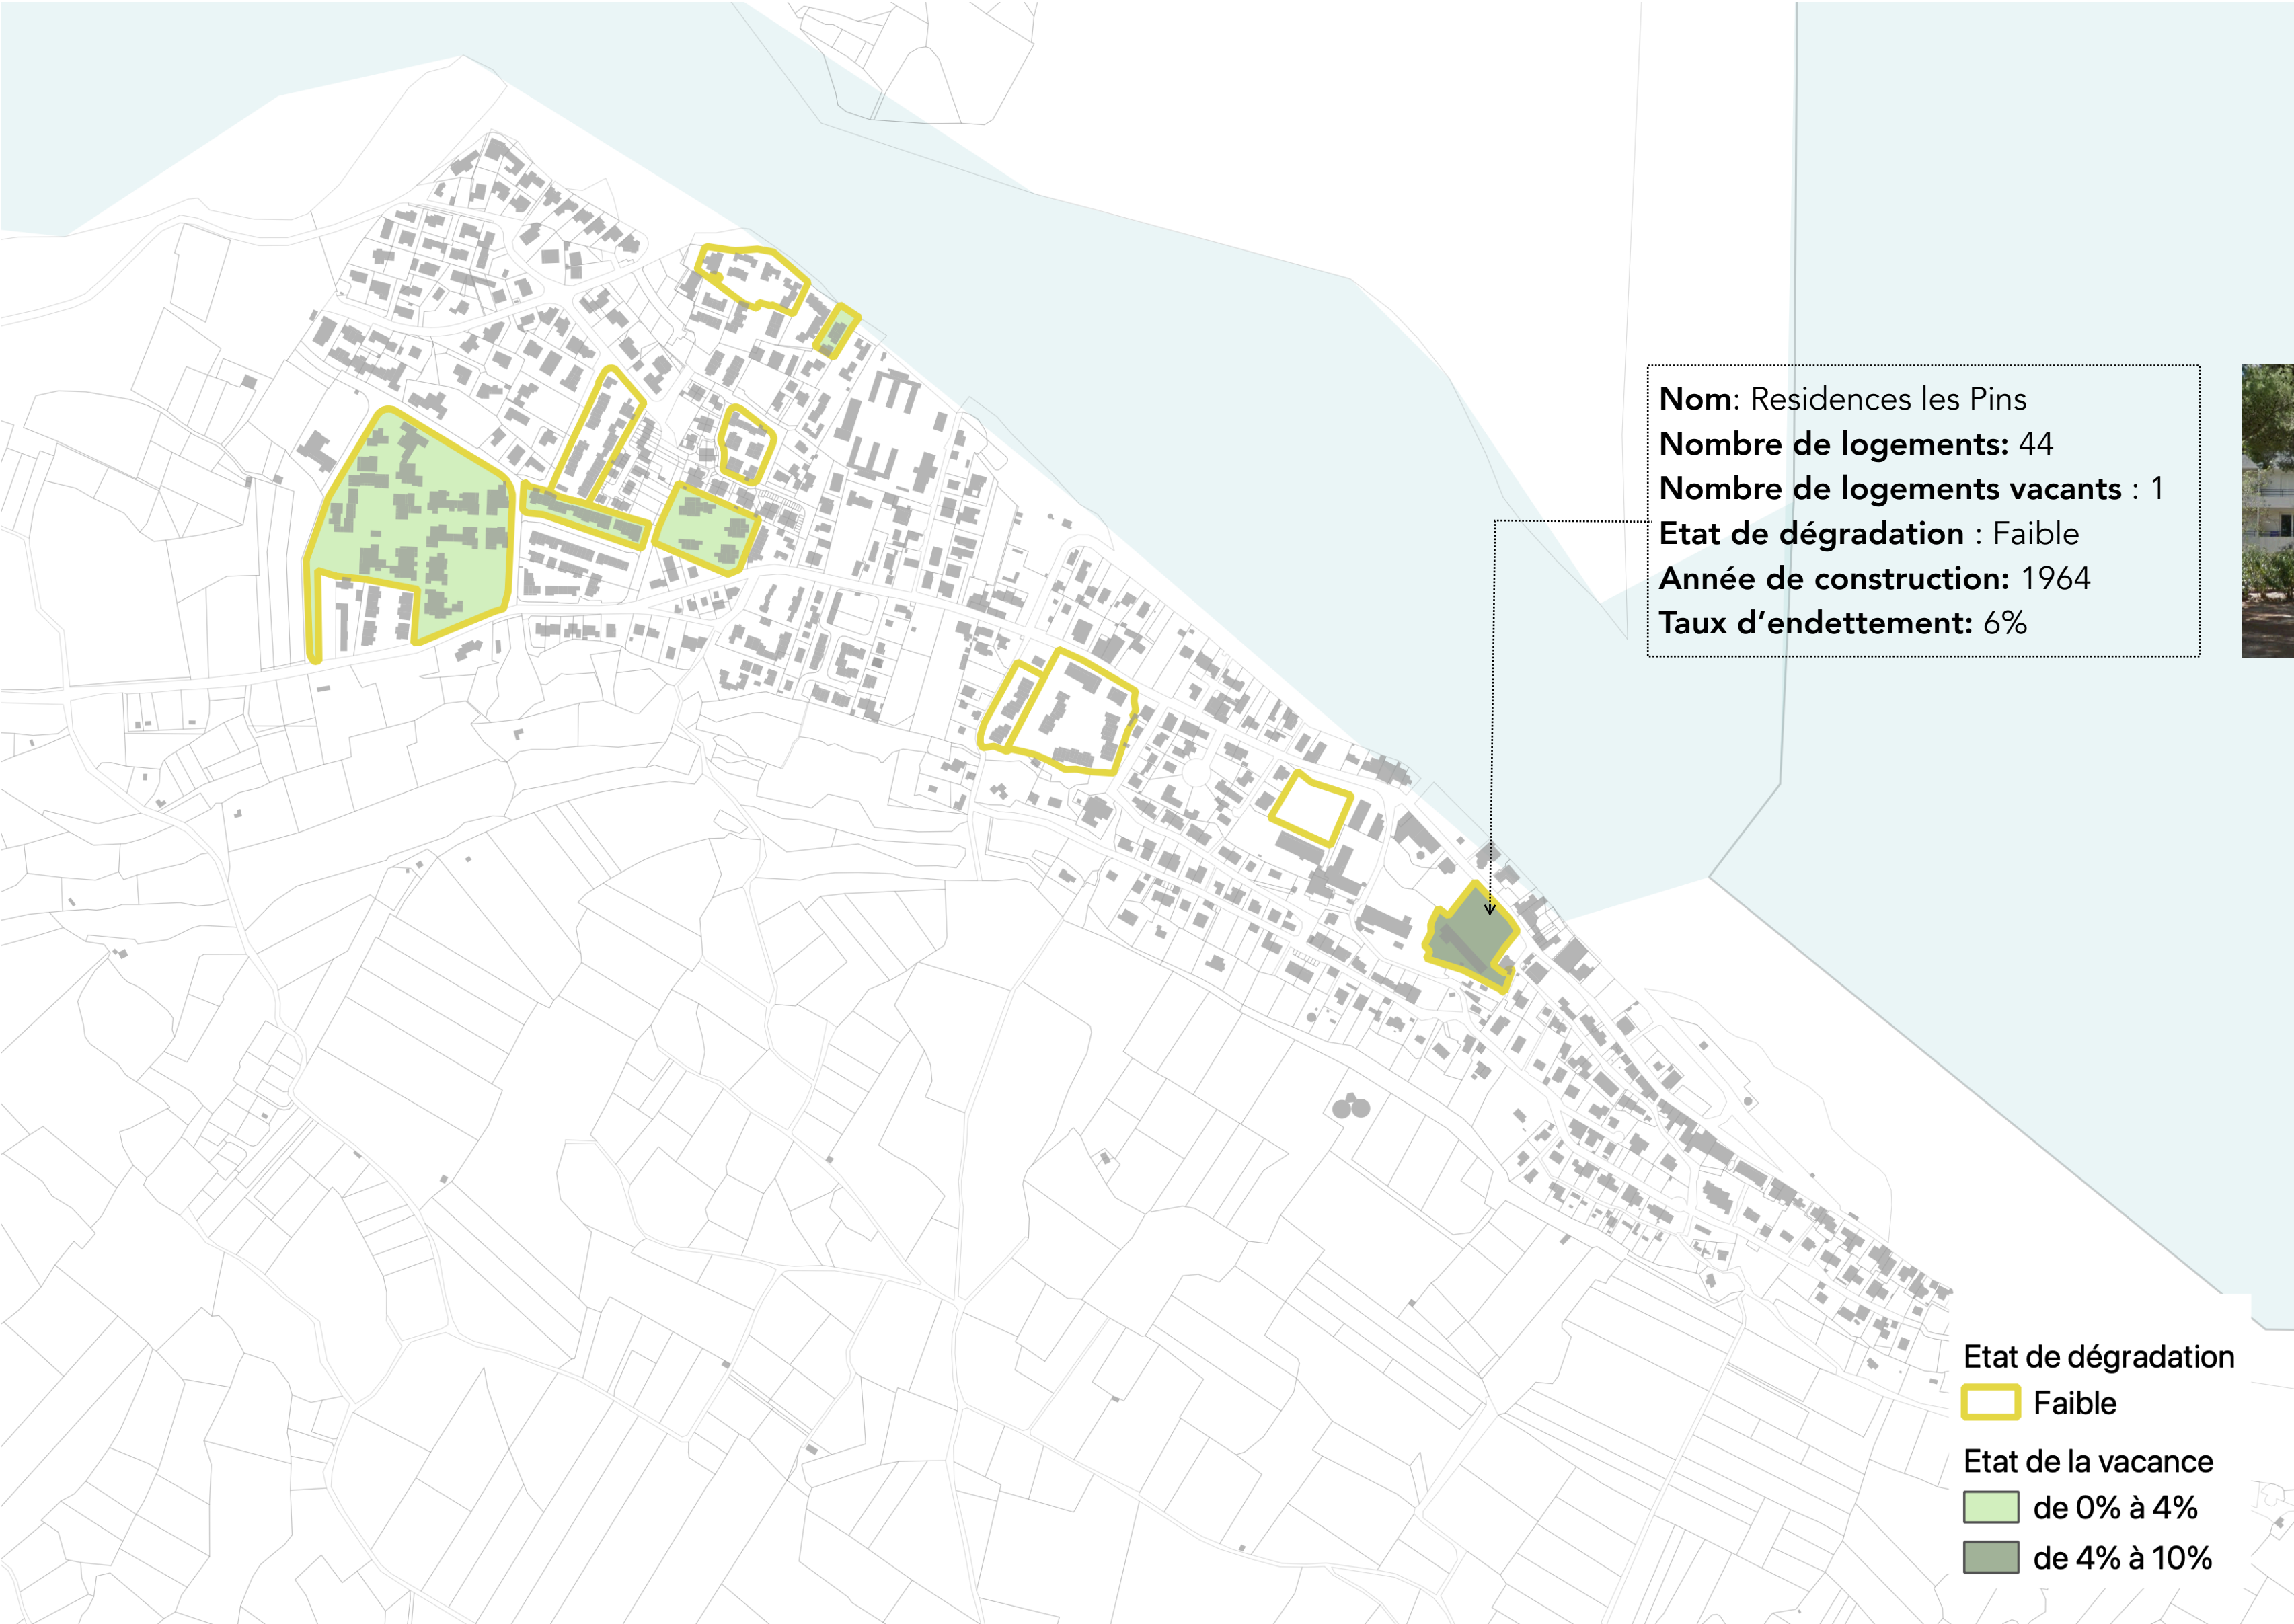 Nom: Residences les Pins
Nombre de logements: 44
Nombre de logements vacants : 1
Etat de dégradation : Faible
Année de construction: 1964
Taux d’endettement: 6%
Etat de dégradation
Faible
Etat de la vacance
de 0% à 4%
de 4% à 10%